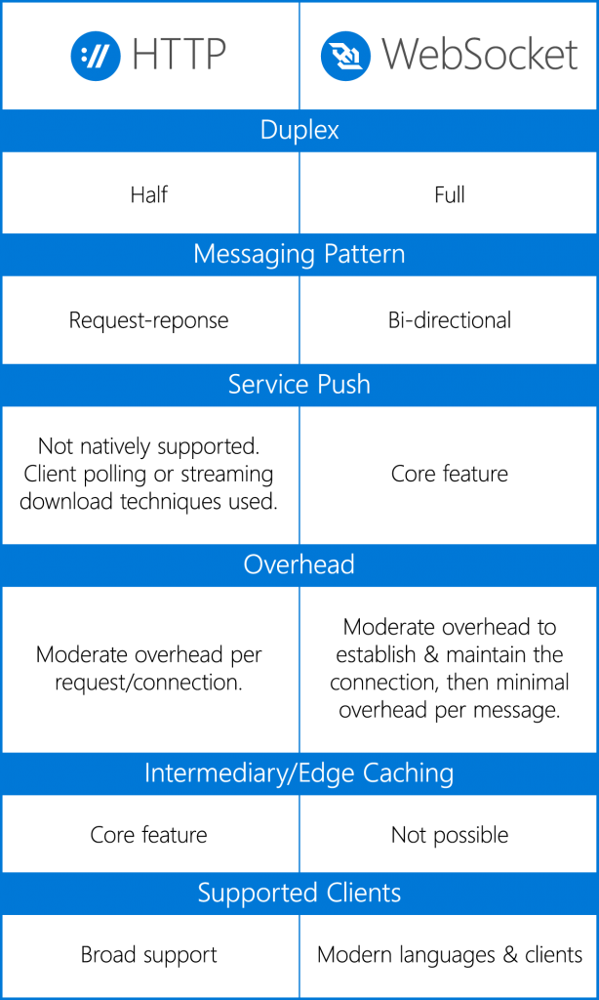 HTTP
WebSocket
Duplex
Half
Full
Messaging Pattern
Request-reponse
Bi-directional
Service Push
Not natively supported.
Client polling or streaming
download techniques used.
Core feature
Overhead
Moderate overhead per
request/connection.
Moderate overhead to
establish & maintain the
connection, then minimal
overhead per message.
Intermediary/Edge Caching
Core feature
Not possible
Supported Clients
Broad support
Modern languages & clients